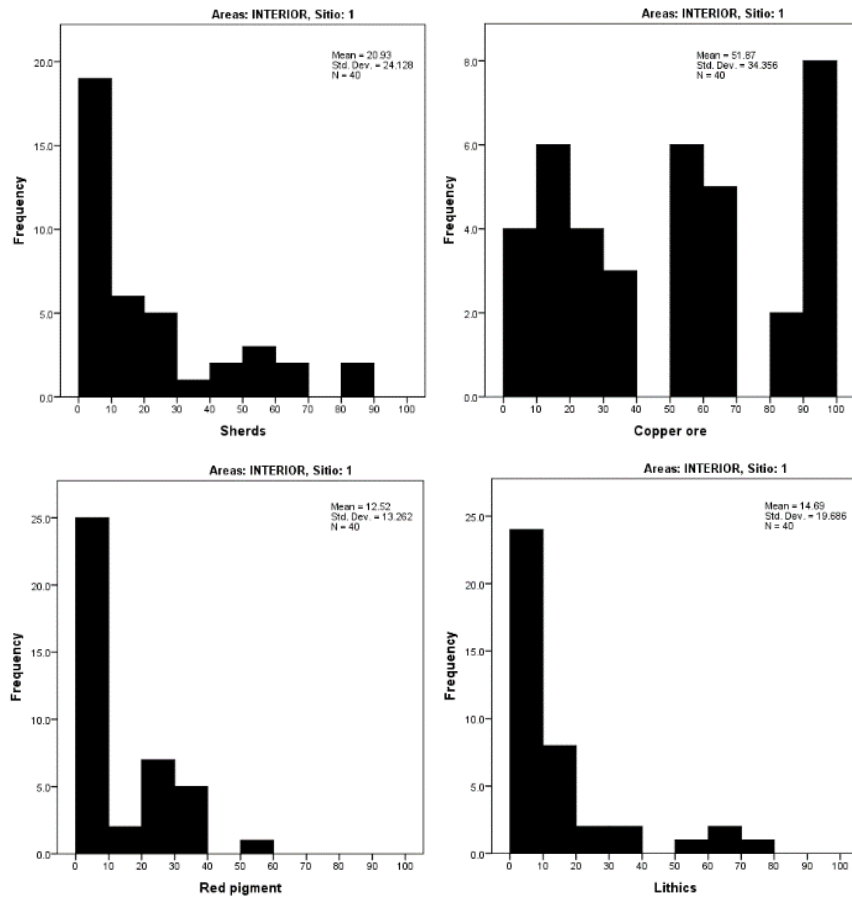 Areas: INTERIOR, Sitio: 1
Mean = 20.93
Std. Dev. = 24.128
N = 40
20.0
15.0
10.0
5.0
0.0
Frequency
0 10 20 30 40 50 60 70 80 90 100
Sherds
Areas: INTERIOR, Sitio: 1
Mean = 51.87
Std. Dev. = 34.356
N = 40
8.0
6.0
4.0
2.0
0.0
Frequency
0 10 20 30 40 50 60 70 80 90 100
Copper ore
Areas: INTERIOR, Sitio: 1
Mean = 12.52
Std. Dev. = 13.262
N = 40
25.0
20.0
15.0
10.0
5.0
0.0
Frequency
0 10 20 30 40 50 60 70 80 90 100
Red pigment
Areas: INTERIOR, Sitio: 1
Mean = 14.69
Std. Dev. = 19.686
N = 40
25.0
20.0
15.0
10.0
5.0
0.0
Frequency
0 10 20 30 40 50 60 70 80 90 100
Lithics